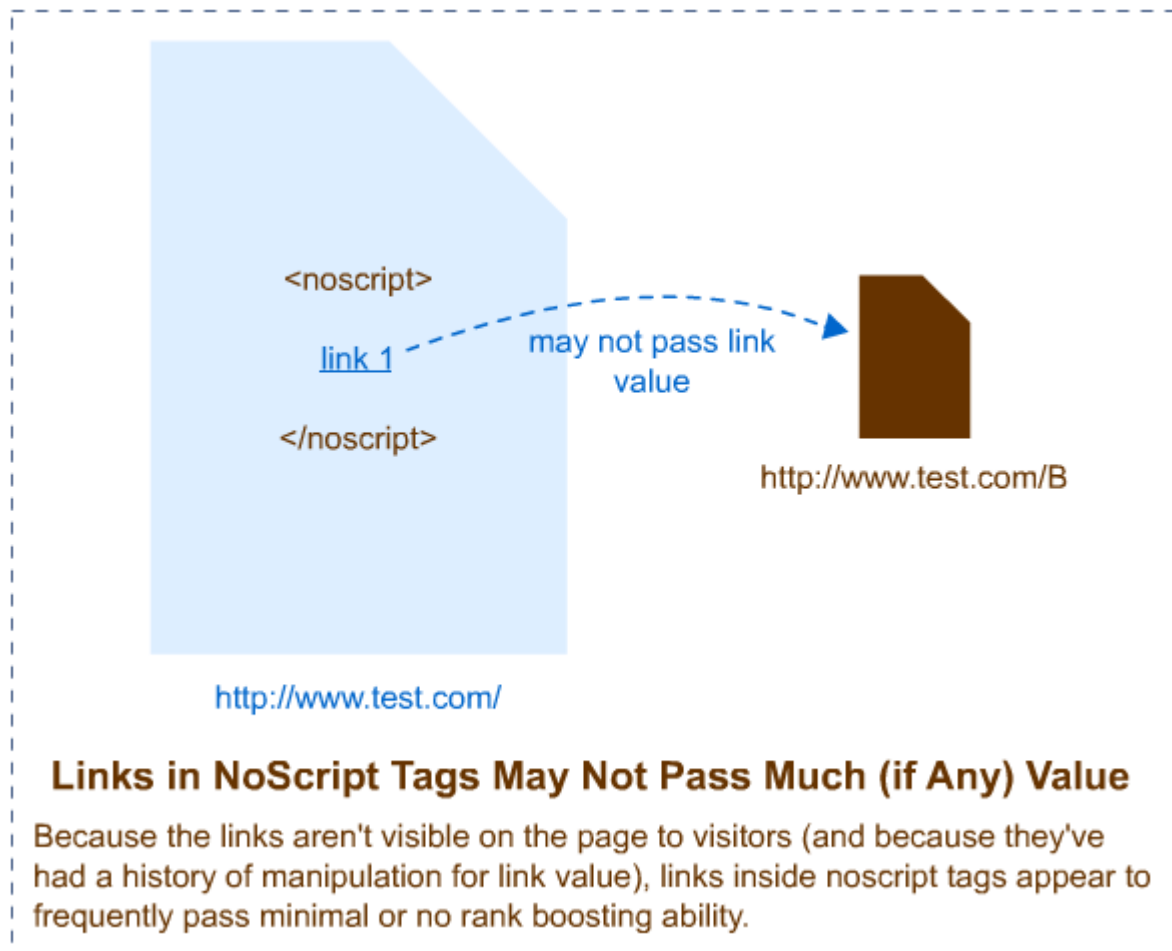 <noscript>
link 1
may not pass link
value
</noscript>
http://www.test.com/B
http://www.test.com/
Links in NoScript Tags May Not Pass Much (if Any) Value
Because the links aren't visible on the page to visitors (and because they've
had a history of manipulation for link value), links inside noscript tags appear to
frequently pass minimal or no rank boosting ability.